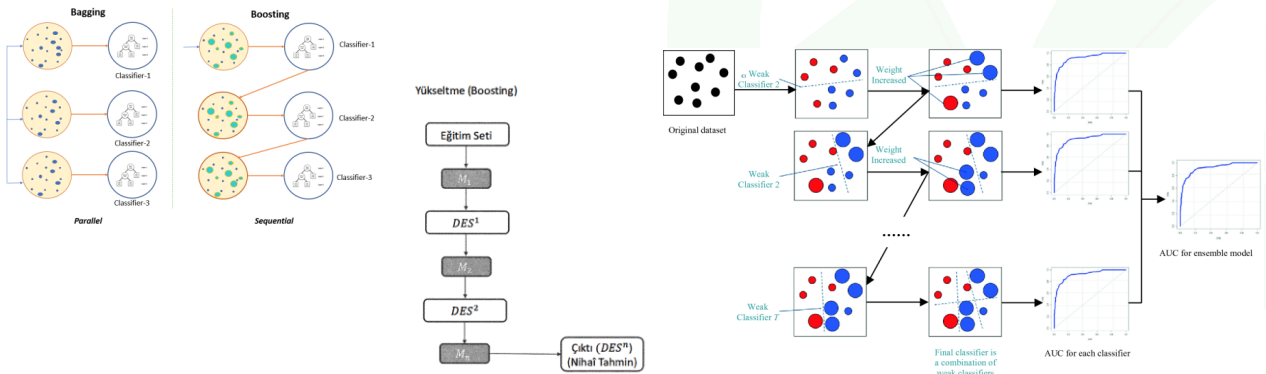 Bagging
Boosting
Classifier-1
Classifier-1
Classifier-2
Classifier-2
Classifier-3
Classifier-3
Parallel
Sequential
Yükseltme (Boosting)
Eğitim Seti
M₁
DES¹
M₂
DES²
Mₙ
Çıktı (DESⁿ)
(Nihaî Tahmin)
Original dataset
Weak
Classifier 2
Weight
Increased
Weak
Classifier 2
Weight
Increased
......
Weak
Classifier T
Final classifier is
a combination of
weak classifiers
AUC for each classifier
AUC for ensemble model